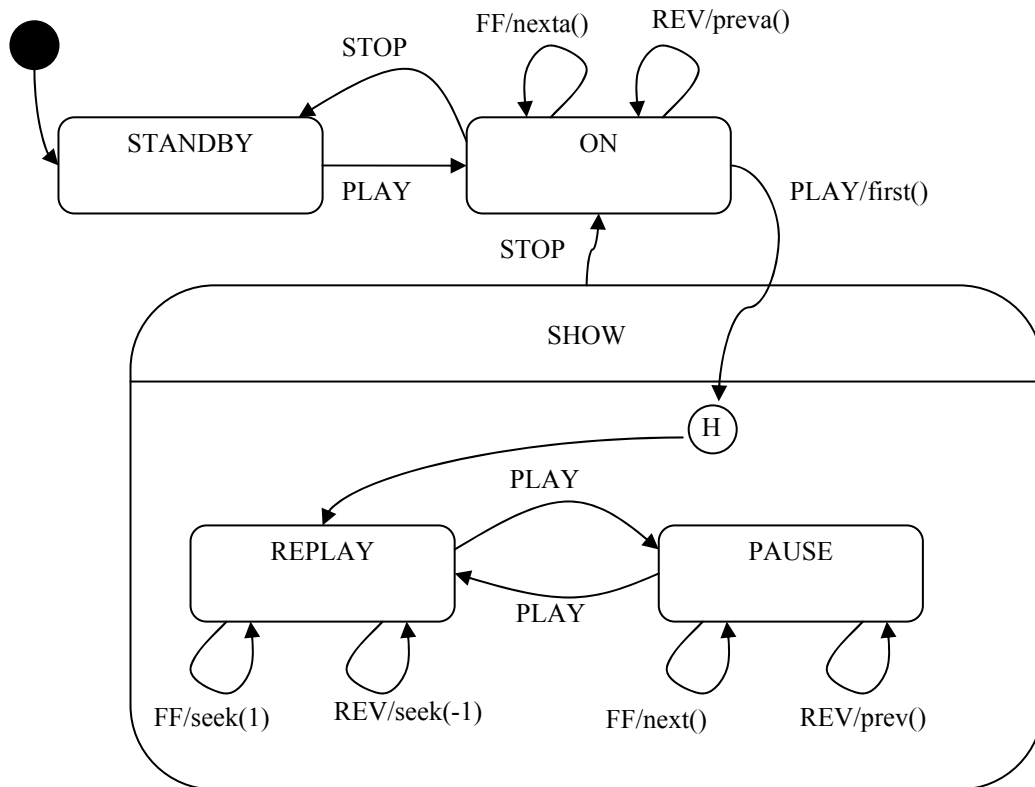 FF/nexta()
REV/preva()
STOP
STANDBY
ON
PLAY
PLAY/first()
STOP
SHOW
H
PLAY
REPLAY
PAUSE
PLAY
FF/seek(1)
REV/seek(-1)
FF/next()
REV/prev()